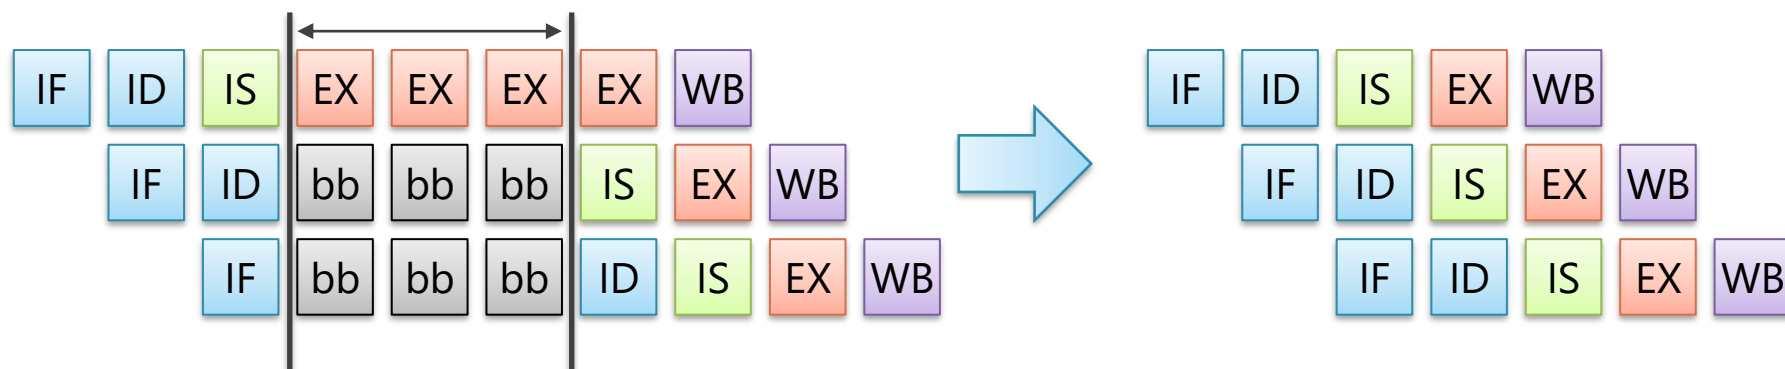 IF ID IS EX EX EX EX WB
IF ID bb bb bb IS EX WB
IF bb bb bb ID IS EX WB
IF ID IS EX WB
IF ID IS EX WB
IF ID IS EX WB